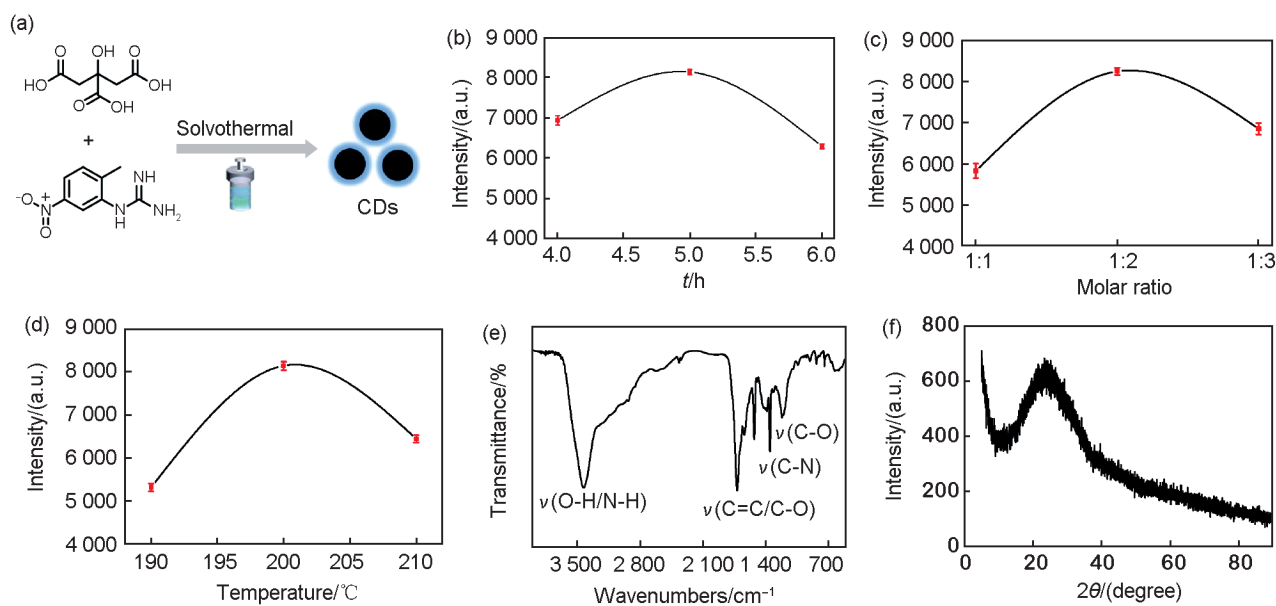 (a)
O
OH
O
OH
OH
O
OH
+
−O
N+
O
N
H
NH
NH2
Solvothermal
CDs
(b)
9 000
8 000
7 000
6 000
5 000
4 000
Intensity/(a.u.)
4.0 4.5 5.0 5.5 6.0
t/h
(c)
9 000
8 000
7 000
6 000
5 000
4 000
Intensity/(a.u.)
1:1 1:2 1:3
Molar ratio
(d)
9 000
8 000
7 000
6 000
5 000
4 000
Intensity/(a.u.)
190 195 200 205 210
Temperature/℃
(e)
Transmittance/%
ν(O-H/N-H)
ν(C-O)
ν(C-N)
ν(C=C/C-O)
3 500 2 800 2 100 1 400 700
Wavenumbers/cm⁻¹
(f)
800
600
400
200
0
Intensity/(a.u.)
0 20 40 60 80
2θ/(degree)